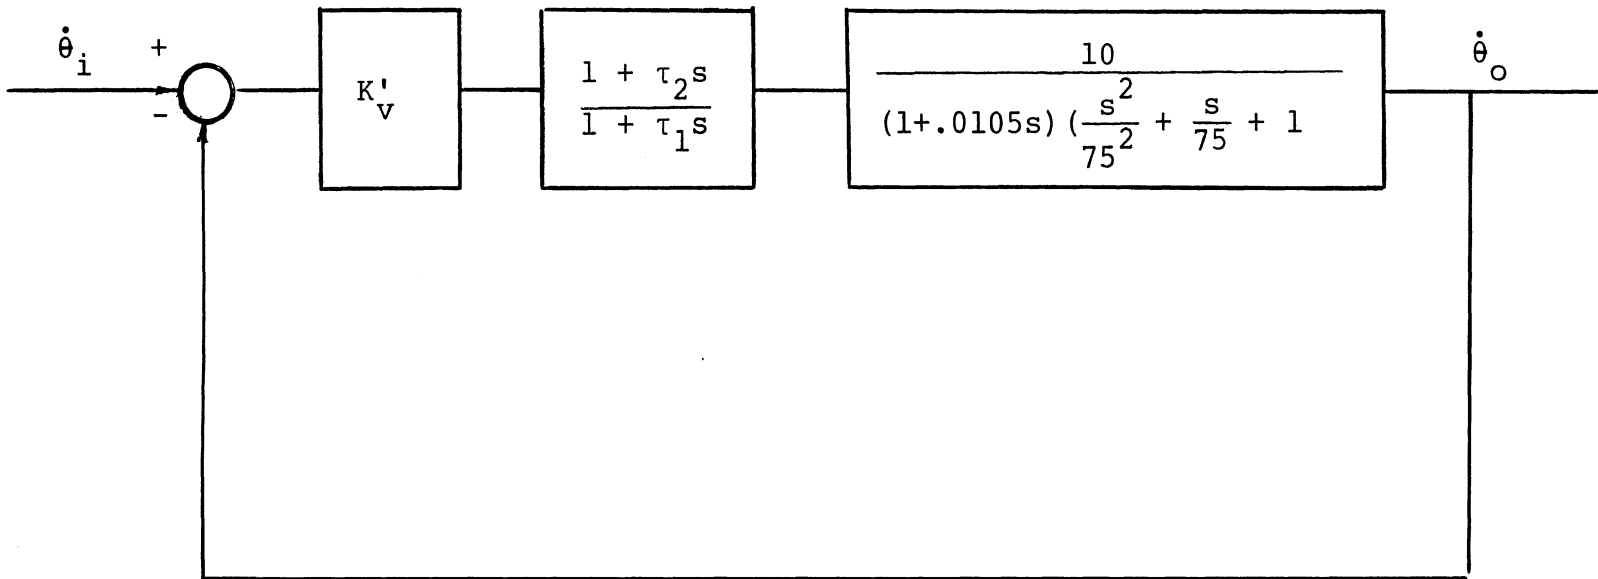 θ̇i
+
-
K'v
1 + τ2s
1 + τ1s
10
(1+.0105s)(s²/75² + s/75 + 1
θ̇o